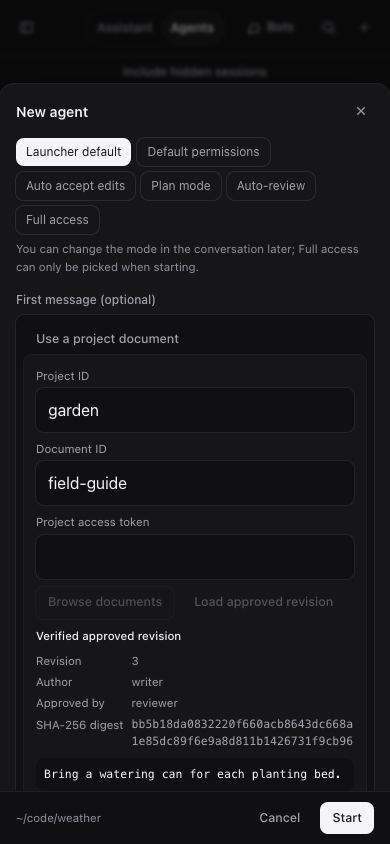 Assistant
Agents
Bots
Include hidden sessions
New agent
Launcher default
Default permissions
Auto accept edits
Plan mode
Auto-review
Full access
You can change the mode in the conversation later; Full access
can only be picked when starting.
First message (optional)
Use a project document
Project ID
garden
Document ID
field-guide
Project access token
Browse documents
Load approved revision
Verified approved revision
Revision 3
Author writer
Approved by reviewer
SHA-256 digest bb5b18da0832220f660acb8643dc668a
1e85dc89f6e9a8d811b1426731f9cb96
Bring a watering can for each planting bed.
~/code/weather
Cancel
Start